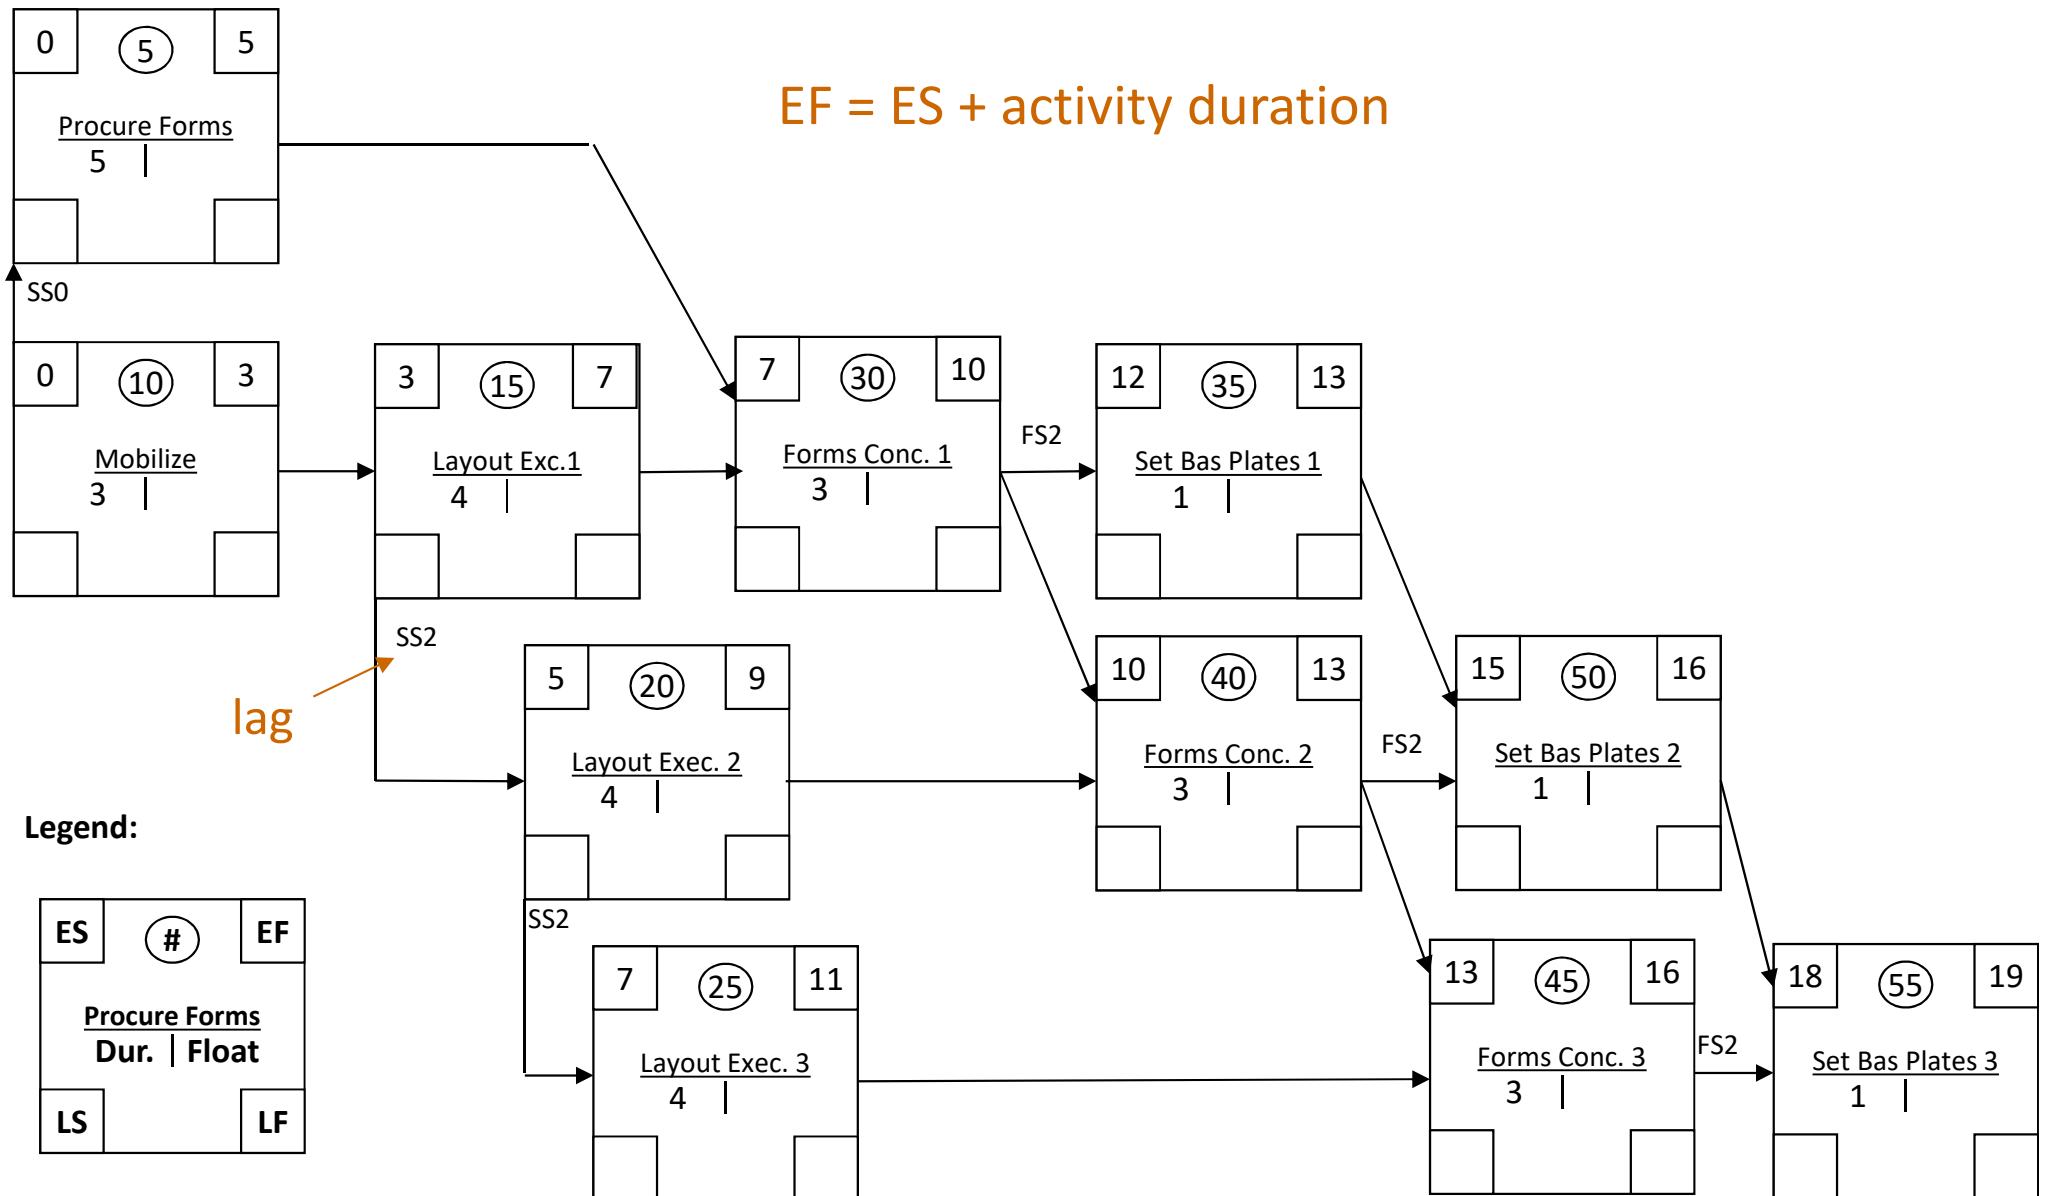 0 5 5
Procure Forms
5
EF = ES + activity duration
SS0
0 10 3
Mobilize
3
3 15 7
Layout Exc.1
4
7 30 10
Forms Conc. 1
3
FS2
12 35 13
Set Bas Plates 1
1
SS2
lag
5 20 9
Layout Exec. 2
4
10 40 13
Forms Conc. 2
3
FS2
15 50 16
Set Bas Plates 2
1
SS2
7 25 11
Layout Exec. 3
4
13 45 16
Forms Conc. 3
3
FS2
18 55 19
Set Bas Plates 3
1
Legend:
ES # EF
Procure Forms
Dur. Float
LS LF